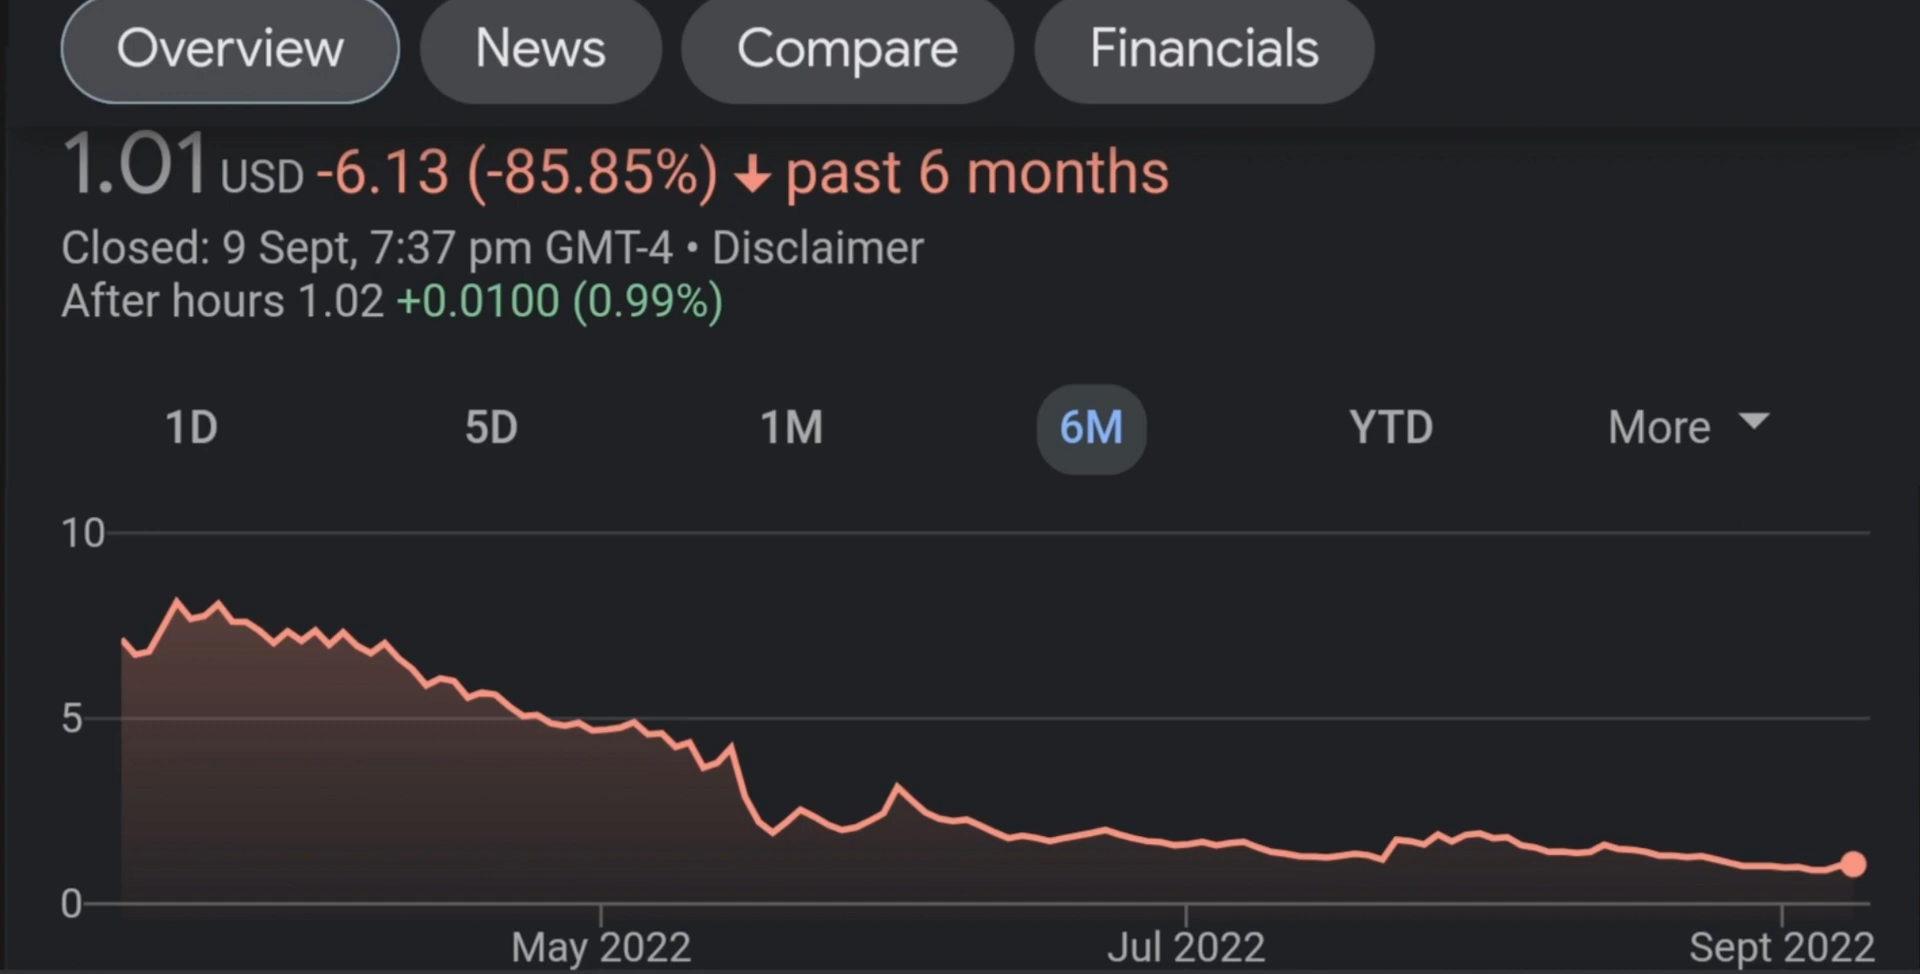 Overview News Compare Financials
1.01 USD -6.13 (-85.85%) ↓ past 6 months
Closed: 9 Sept, 7:37 pm GMT-4 • Disclaimer
After hours 1.02 +0.0100 (0.99%)
1D 5D 1M 6M YTD More
10
5
0
May 2022 Jul 2022 Sept 2022